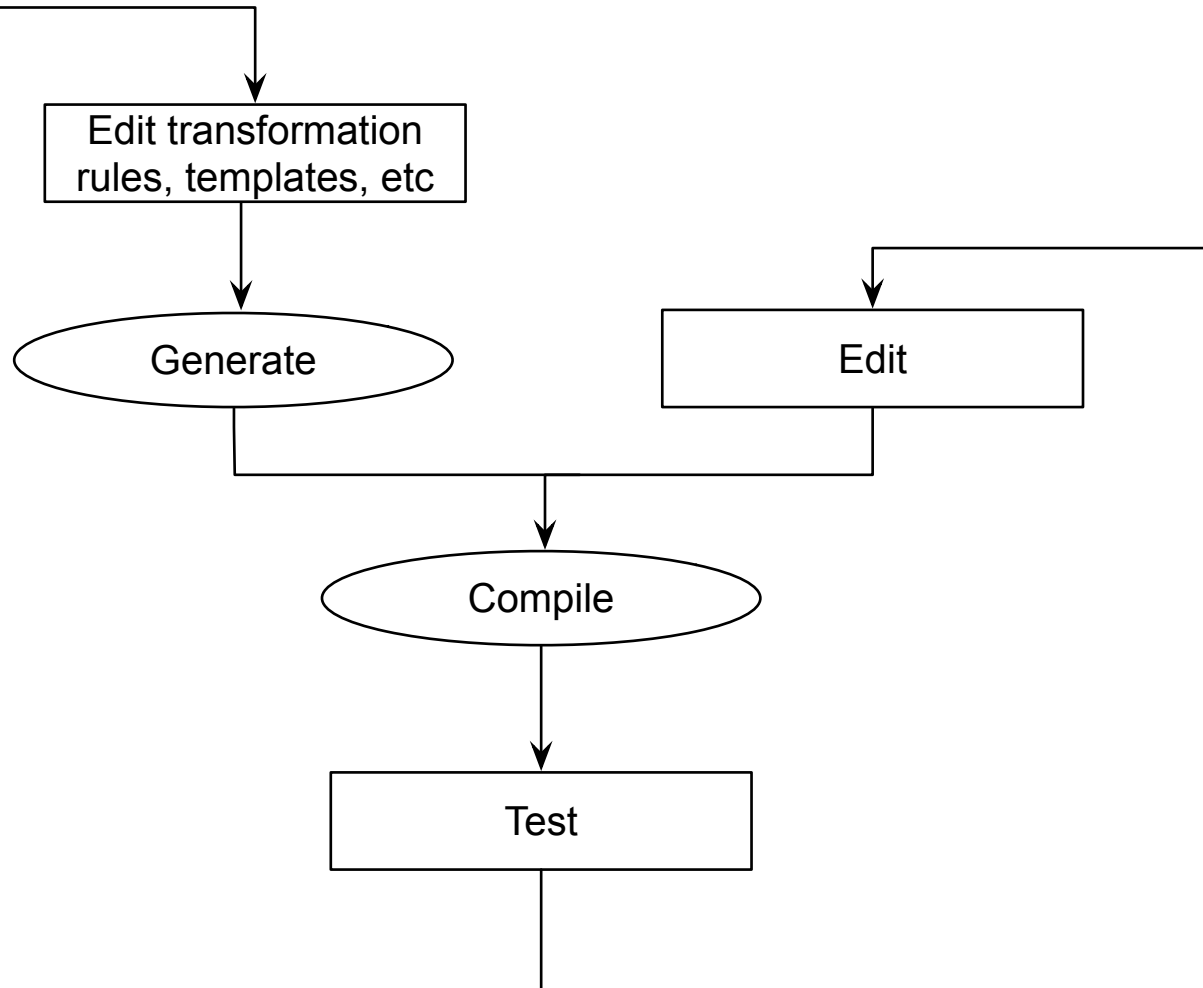 Edit transformation
rules, templates, etc
Generate
Edit
Compile
Test